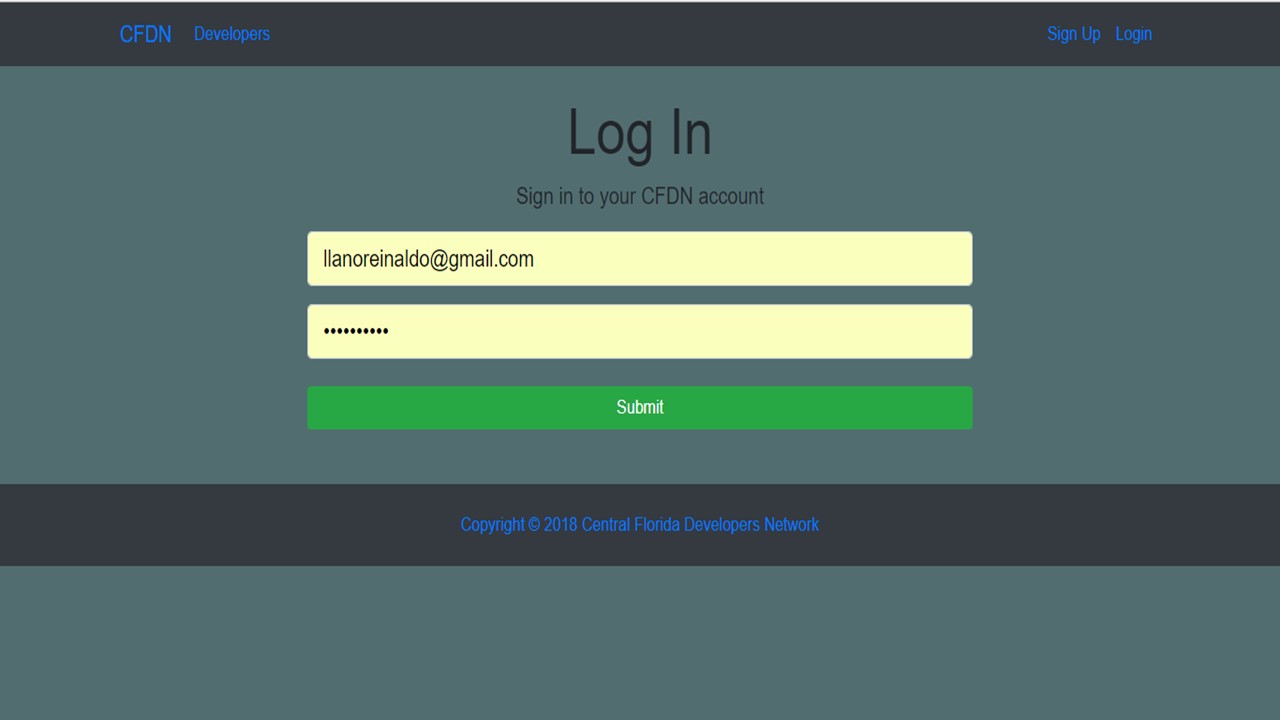 CFDN Developers Sign Up Login
Log In
Sign in to your CFDN account
llanoreinaldo@gmail.com
••••••••••
Submit
Copyright © 2018 Central Florida Developers Network